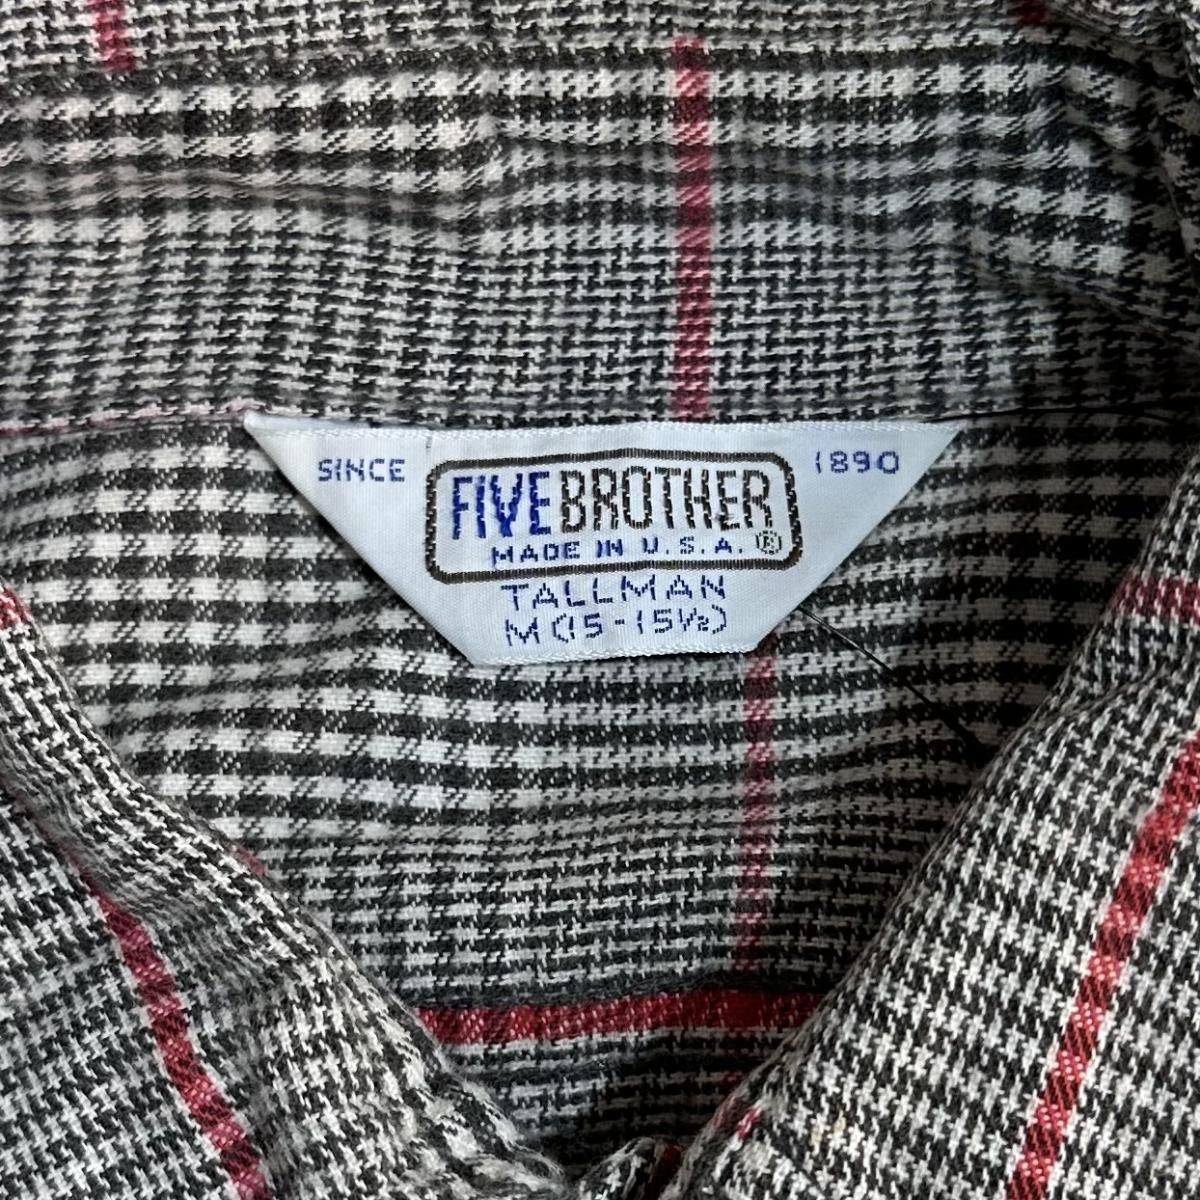 SINCE 1890
FIVE BROTHER
MADE IN U.S.A. ®
TALLMAN
M (15-15½)